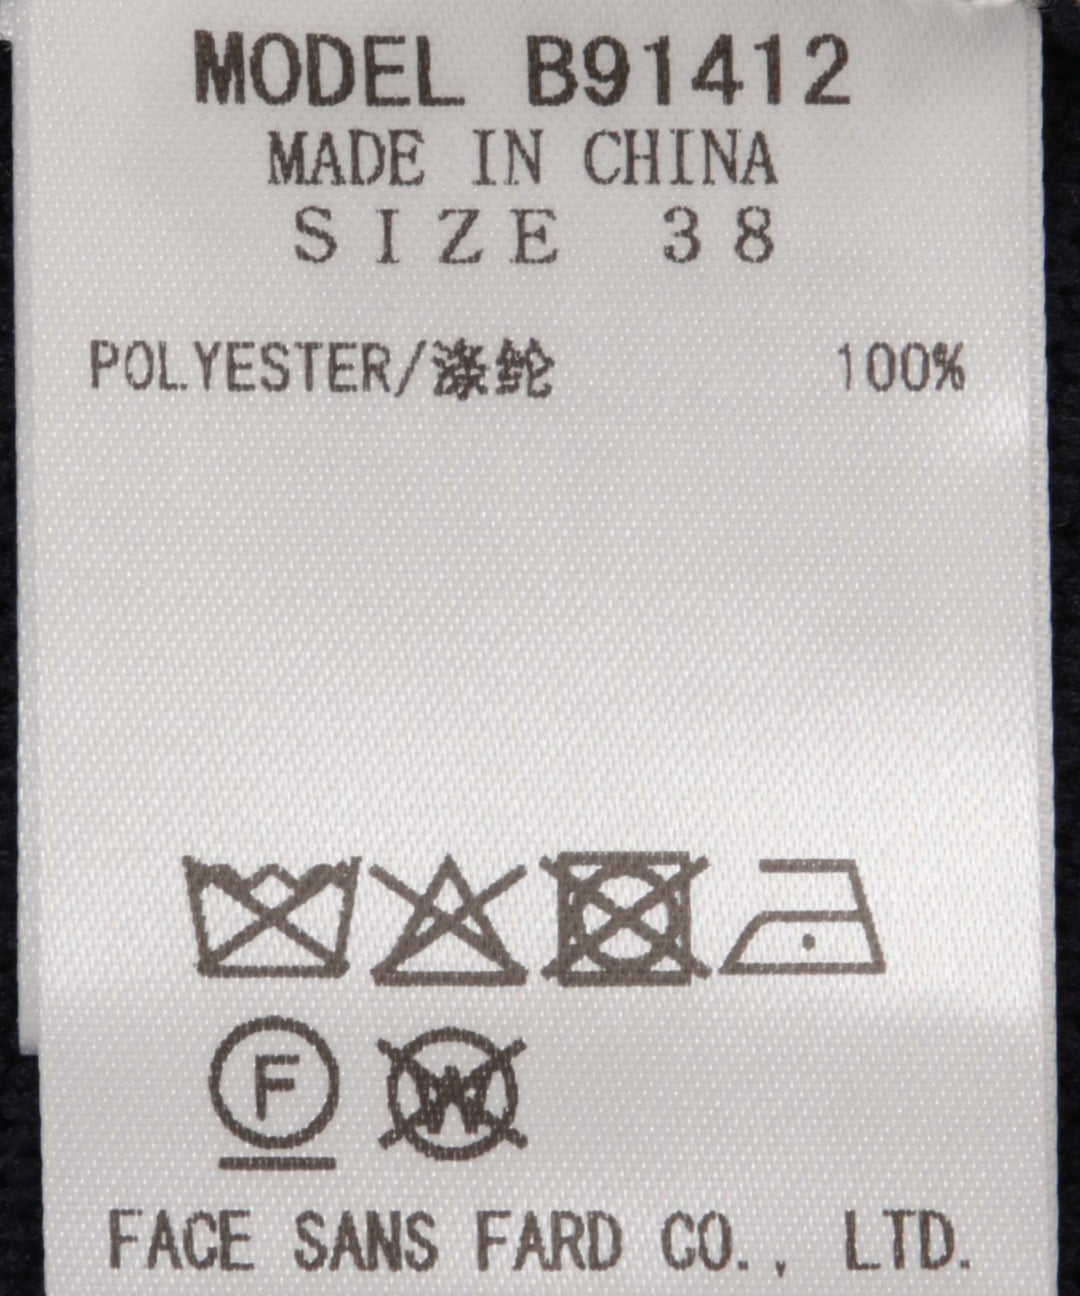 MODEL B91412
MADE IN CHINA
SIZE 38
POLYESTER/涤纶 100%
F
W
FACE SANS FARD CO., LTD.